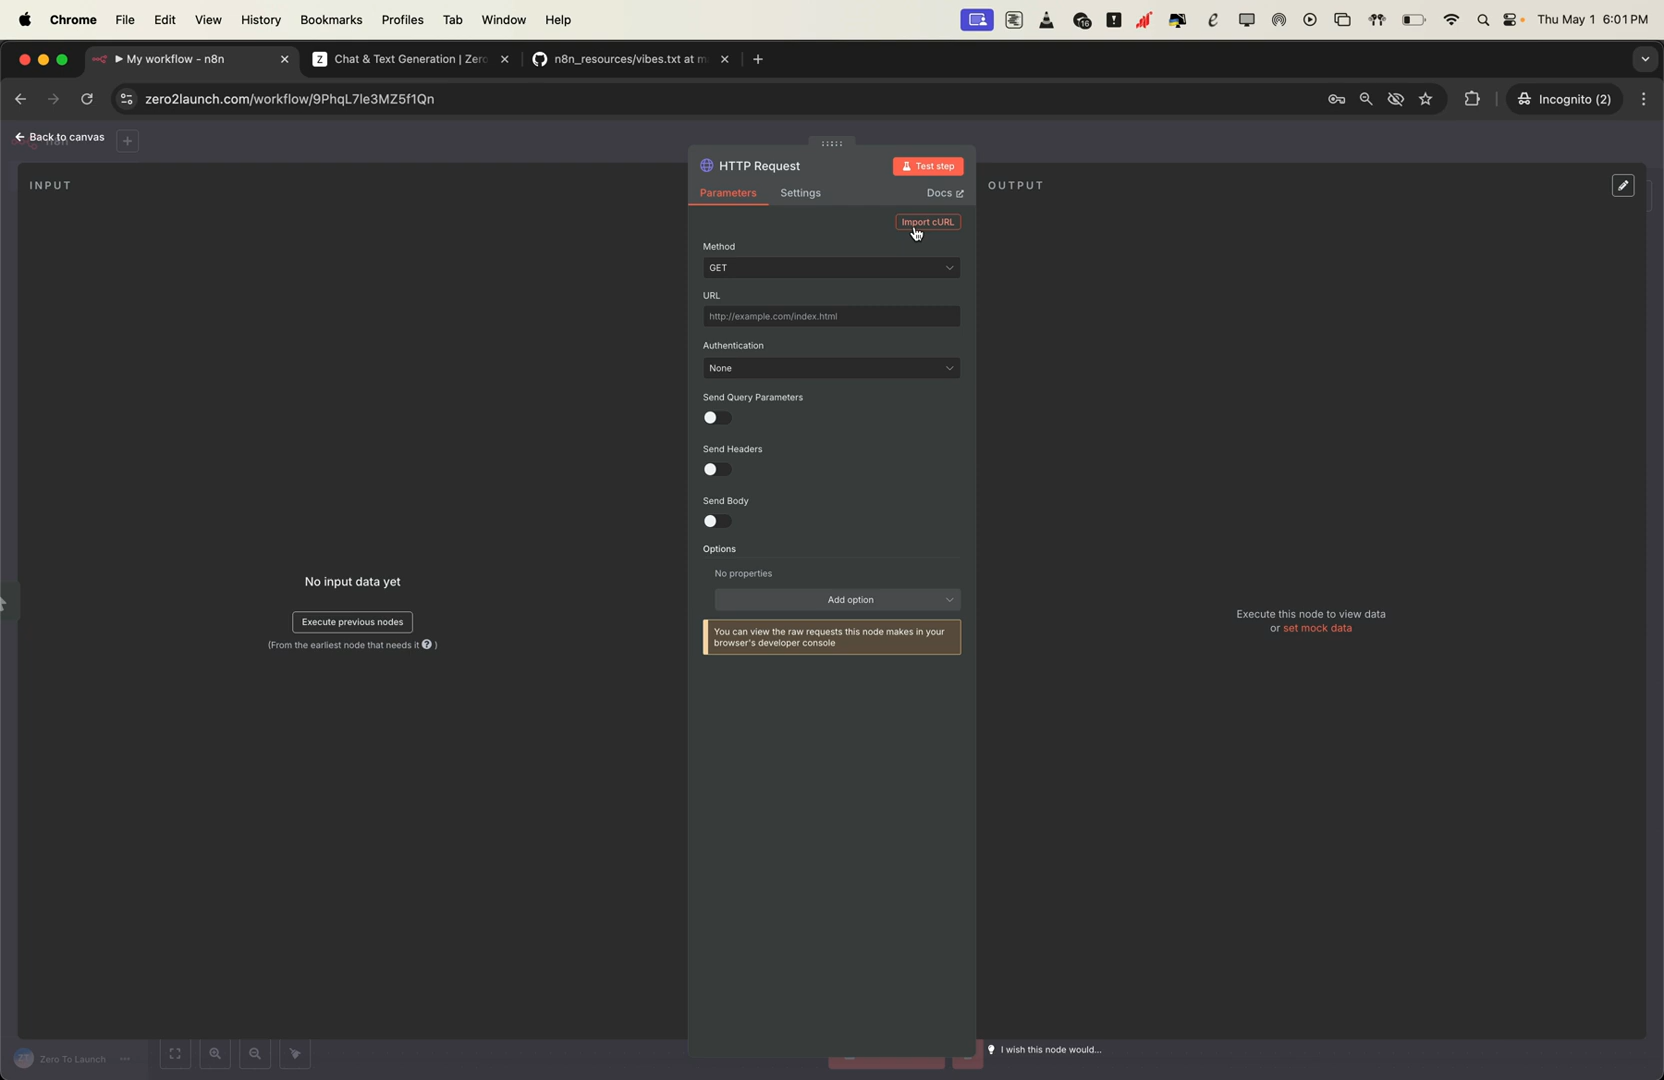 Chrome File Edit View History Bookmarks Profiles Tab Window Help
16
Thu May 1 6:01 PM
My workflow - n8n
Z Chat & Text Generation | Zero
n8n_resources/vibes.txt at m
zero2launch.com/workflow/9PhqL7le3MZ5f1Qn
Incognito (2)
Back to canvas
n8n
INPUT
HTTP Request
Test step
OUTPUT
Parameters Settings Docs
Import cURL
Method
GET
URL
http://example.com/index.html
Authentication
None
Send Query Parameters
Send Headers
Send Body
Options
No properties
Add option
You can view the raw requests this node makes in your
browser's developer console
No input data yet
Execute previous nodes
(From the earliest node that needs it ? )
Execute this node to view data
or set mock data
ZT Zero To Launch
I wish this node would...